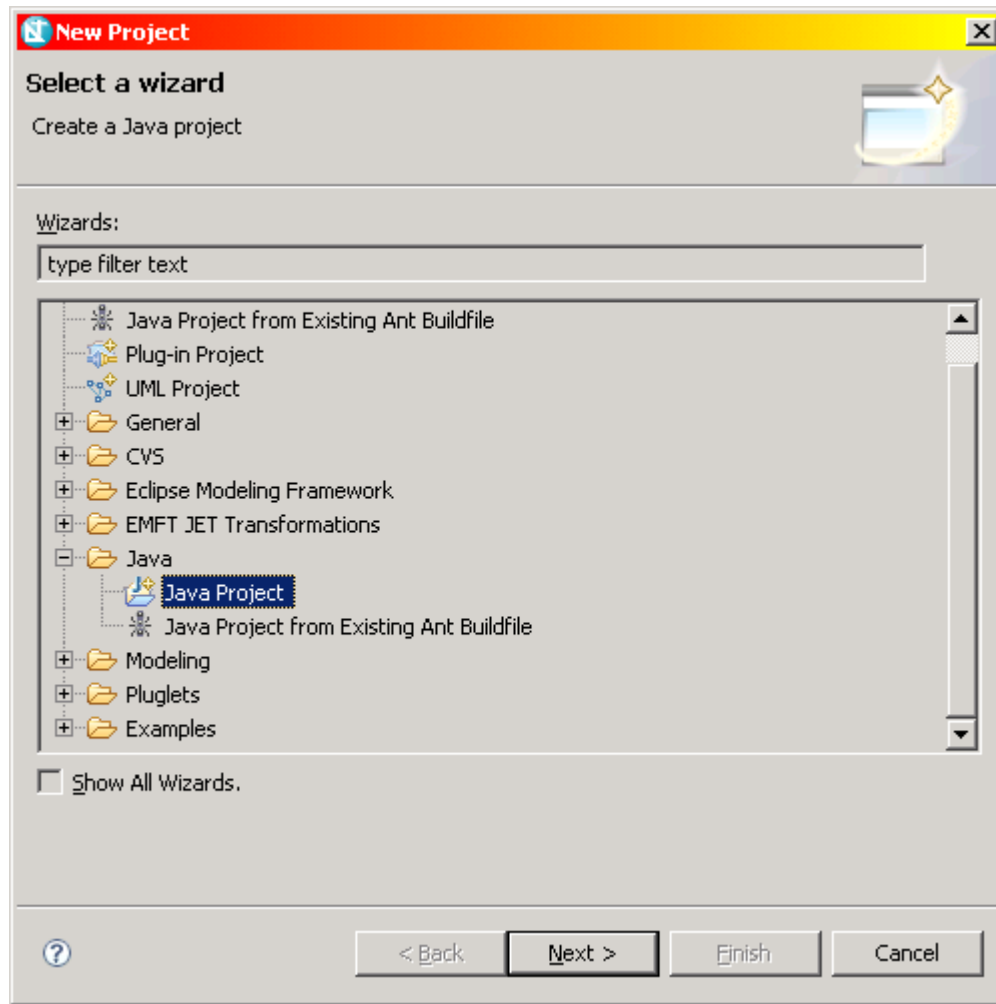 New Project
Select a wizard
Create a Java project
Wizards:
type filter text
Java Project from Existing Ant Buildfile
Plug-in Project
UML Project
General
CVS
Eclipse Modeling Framework
EMFT JET Transformations
Java
Java Project
Java Project from Existing Ant Buildfile
Modeling
Pluglets
Examples
Show All Wizards.
? < Back Next > Finish Cancel